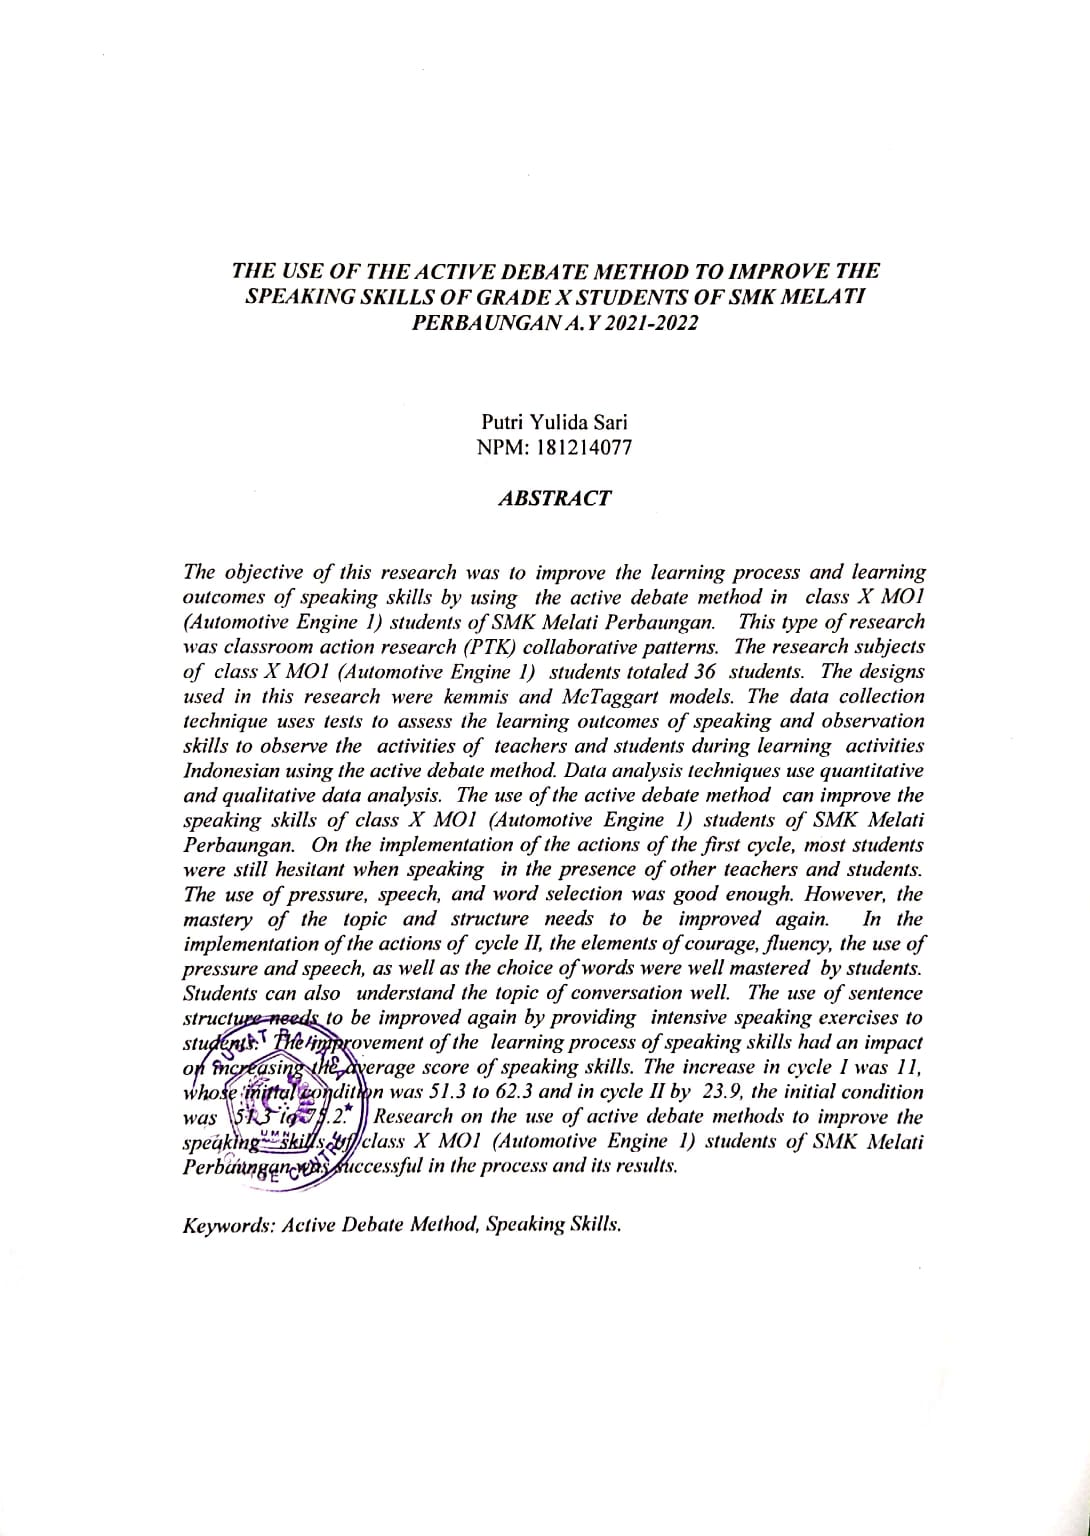 THE USE OF THE ACTIVE DEBATE METHOD TO IMPROVE THE
SPEAKING SKILLS OF GRADE X STUDENTS OF SMK MELATI
PERBAUNGAN A.Y 2021-2022
Putri Yulida Sari
NPM: 181214077
ABSTRACT
The objective of this research was to improve the learning process and learning
outcomes of speaking skills by using the active debate method in class X MO1
(Automotive Engine 1) students of SMK Melati Perbaungan. This type of research
was classroom action research (PTK) collaborative patterns. The research subjects
of class X MO1 (Automotive Engine 1) students totaled 36 students. The designs
used in this research were kemmis and McTaggart models. The data collection
technique uses tests to assess the learning outcomes of speaking and observation
skills to observe the activities of teachers and students during learning activities
Indonesian using the active debate method. Data analysis techniques use quantitative
and qualitative data analysis. The use of the active debate method can improve the
speaking skills of class X MO1 (Automotive Engine 1) students of SMK Melati
Perbaungan. On the implementation of the actions of the first cycle, most students
were still hesitant when speaking in the presence of other teachers and students.
The use of pressure, speech, and word selection was good enough. However, the
mastery of the topic and structure needs to be improved again. In the
implementation of the actions of cycle II, the elements of courage, fluency, the use of
pressure and speech, as well as the choice of words were well mastered by students.
Students can also understand the topic of conversation well. The use of sentence
structure needs to be improved again by providing intensive speaking exercises to
students. The improvement of the learning process of speaking skills had an impact
on increasing the average score of speaking skills. The increase in cycle I was 11,
whose initial condition was 51.3 to 62.3 and in cycle II by 23.9, the initial condition
was 51.3 to 75.2. Research on the use of active debate methods to improve the
speaking skills of class X MO1 (Automotive Engine 1) students of SMK Melati
Perbaungan was successful in the process and its results.
Keywords: Active Debate Method, Speaking Skills.
PUSAT BAHASA
UMN
CENTRE